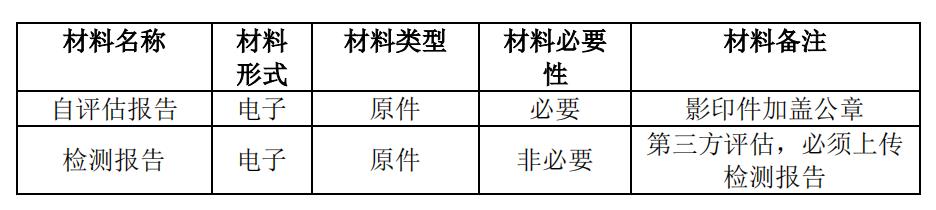 材料名称 材料形式 材料类型 材料必要性 材料备注
自评估报告 电子 原件 必要 影印件加盖公章
检测报告 电子 原件 非必要 第三方评估，必须上传检测报告